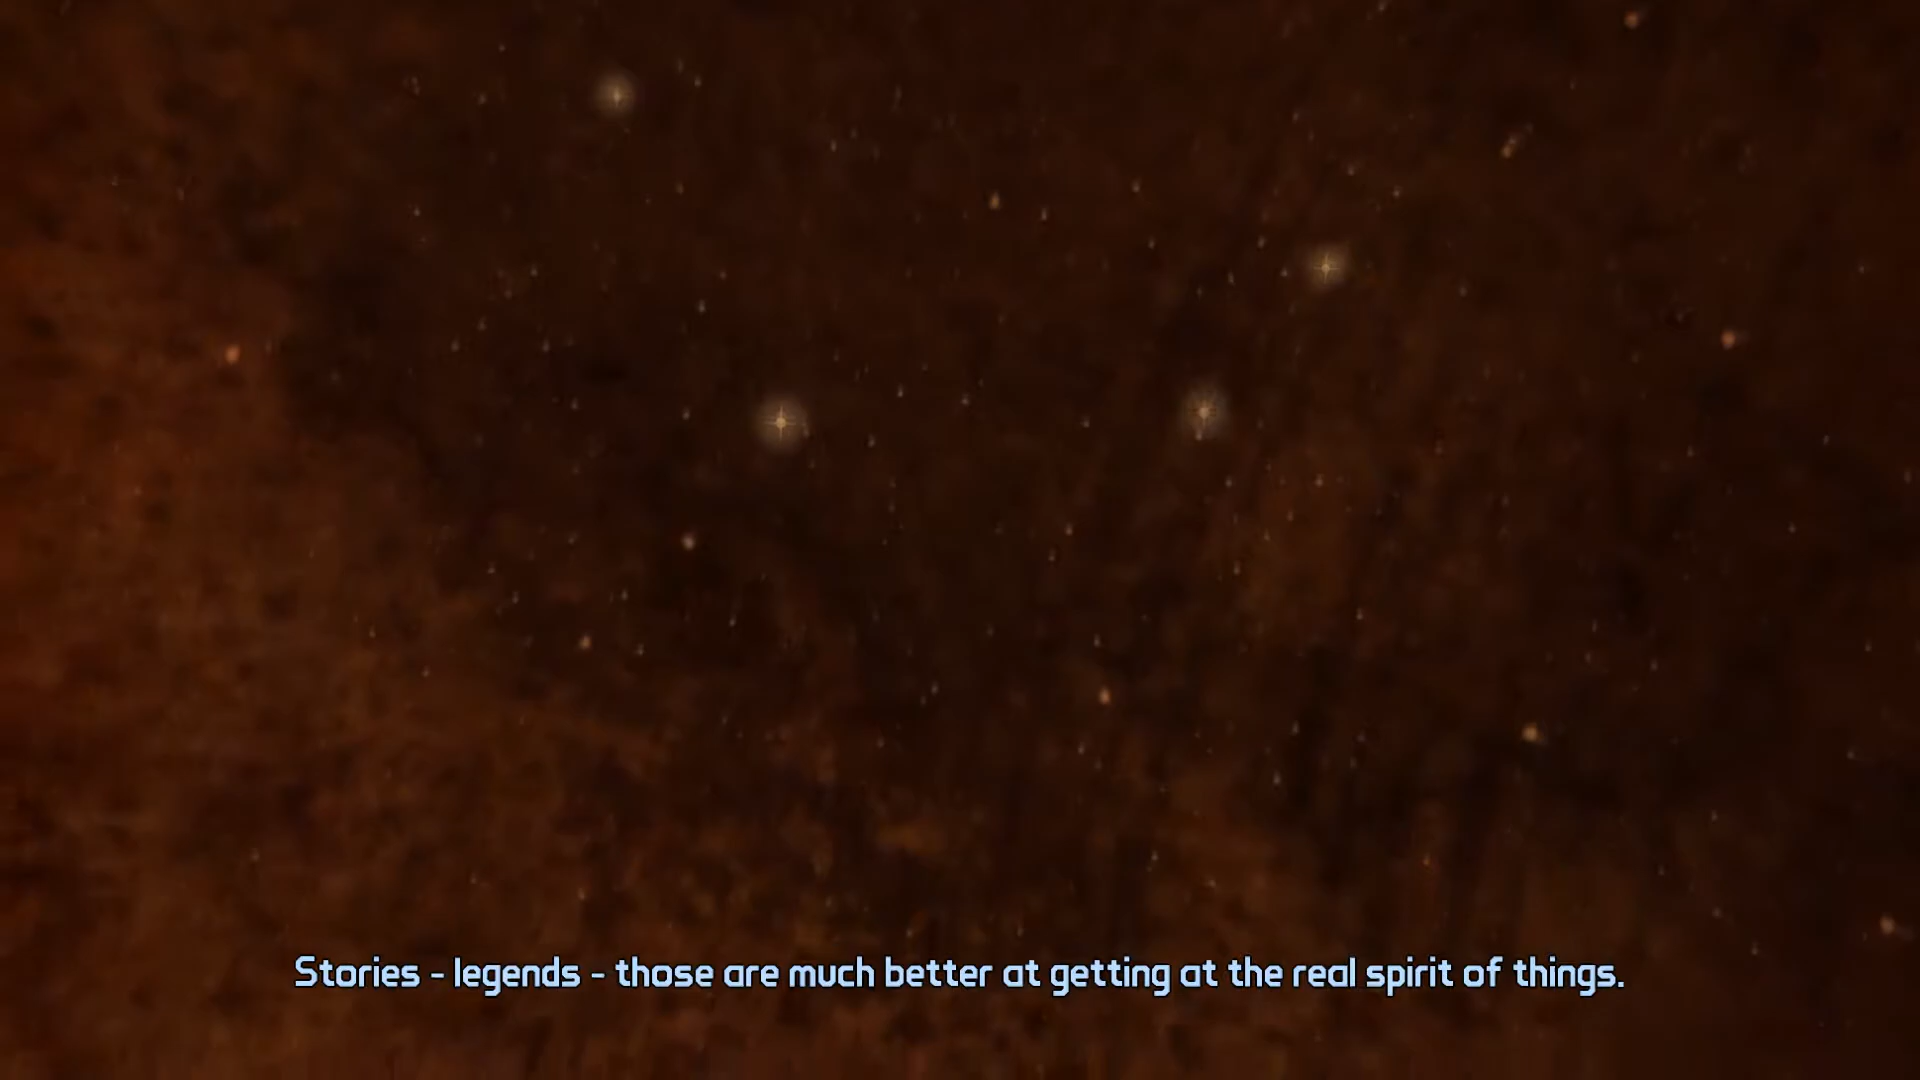 Stories - legends - those are much better at getting at the real spirit of things.